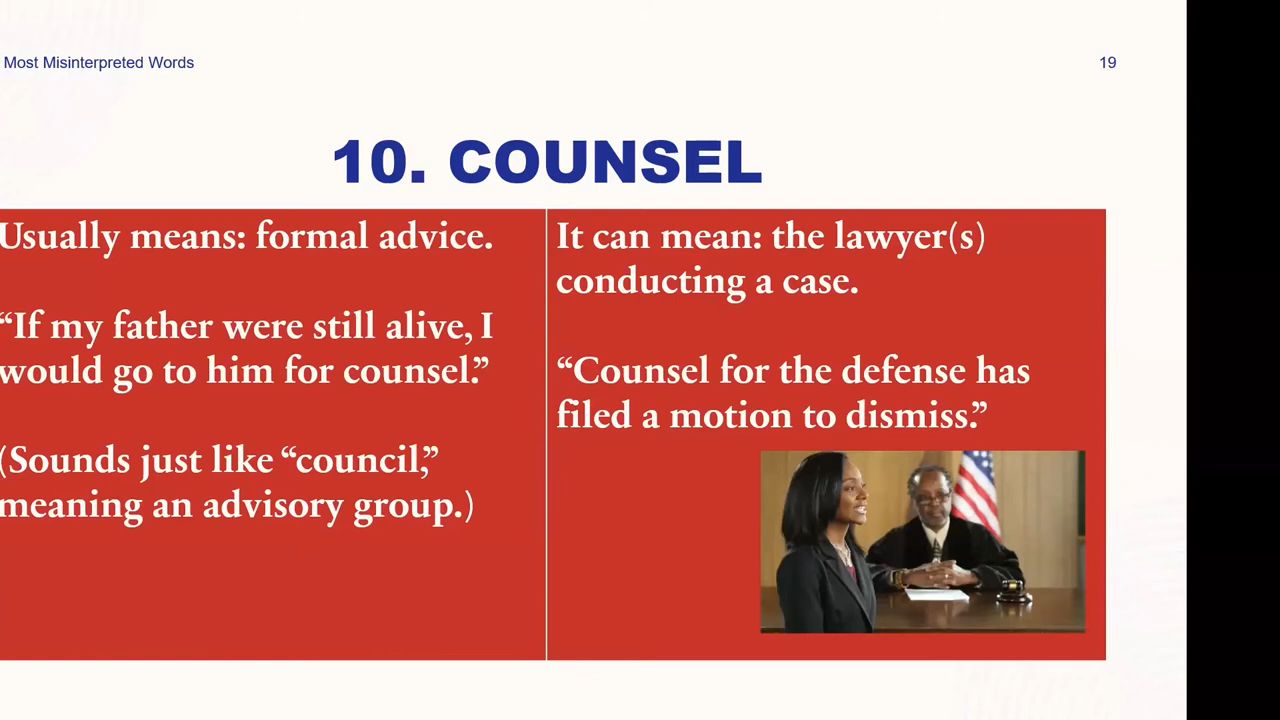 Most Misinterpreted Words
19
10. COUNSEL
Usually means: formal advice.
“If my father were still alive, I
would go to him for counsel.”
(Sounds just like “council,”
meaning an advisory group.)
It can mean: the lawyer(s)
conducting a case.
“Counsel for the defense has
filed a motion to dismiss.”